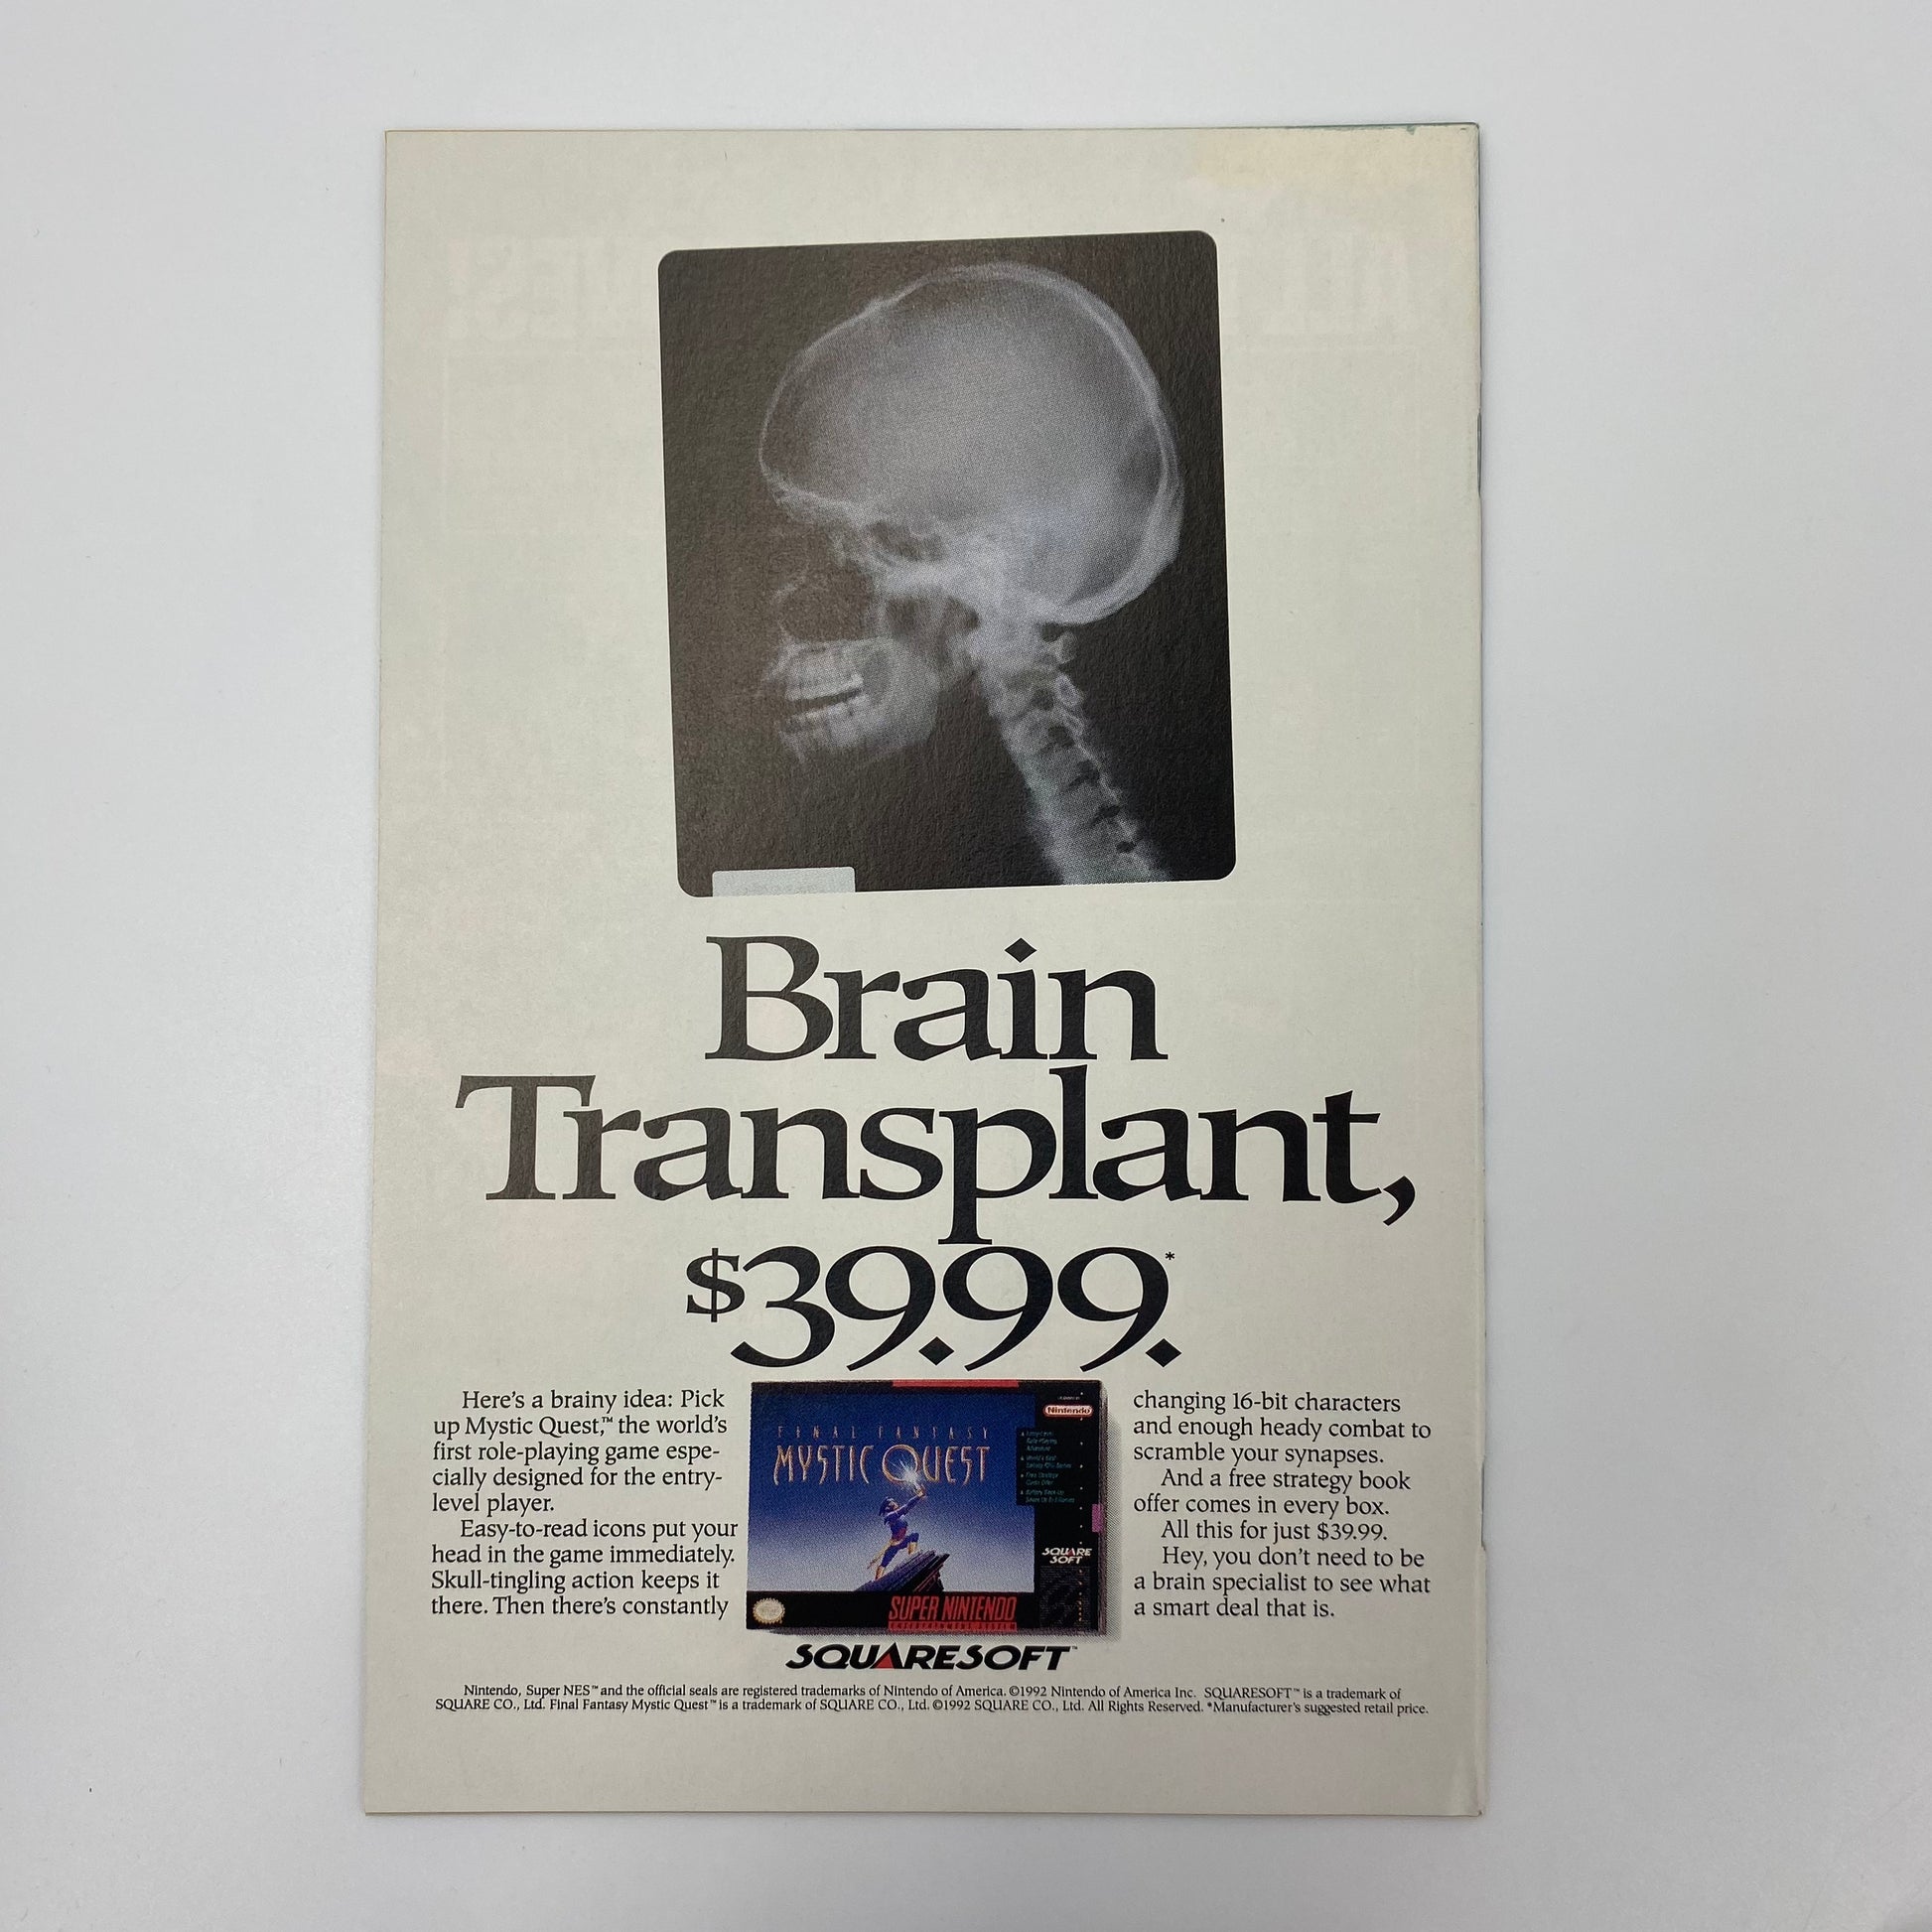 Brain
Transplant,
$39.99.*
Here's a brainy idea: Pick
up Mystic Quest,™ the world's
first role-playing game espe-
cially designed for the entry-
level player.
Easy-to-read icons put your
head in the game immediately.
Skull-tingling action keeps it
there. Then there's constantly
FINAL FANTASY
MYSTIC QUEST
Nintendo
SQUARE
SOFT
SUPER NINTENDO
ENTERTAINMENT SYSTEM
changing 16-bit characters
and enough heady combat to
scramble your synapses.
And a free strategy book
offer comes in every box.
All this for just $39.99.
Hey, you don't need to be
a brain specialist to see what
a smart deal that is.
SQUARESOFT™
Nintendo, Super NES™ and the official seals are registered trademarks of Nintendo of America. ©1992 Nintendo of America Inc. SQUARESOFT™ is a trademark of
SQUARE CO., Ltd. Final Fantasy Mystic Quest™ is a trademark of SQUARE CO., Ltd. ©1992 SQUARE CO., Ltd. All Rights Reserved. *Manufacturer's suggested retail price.